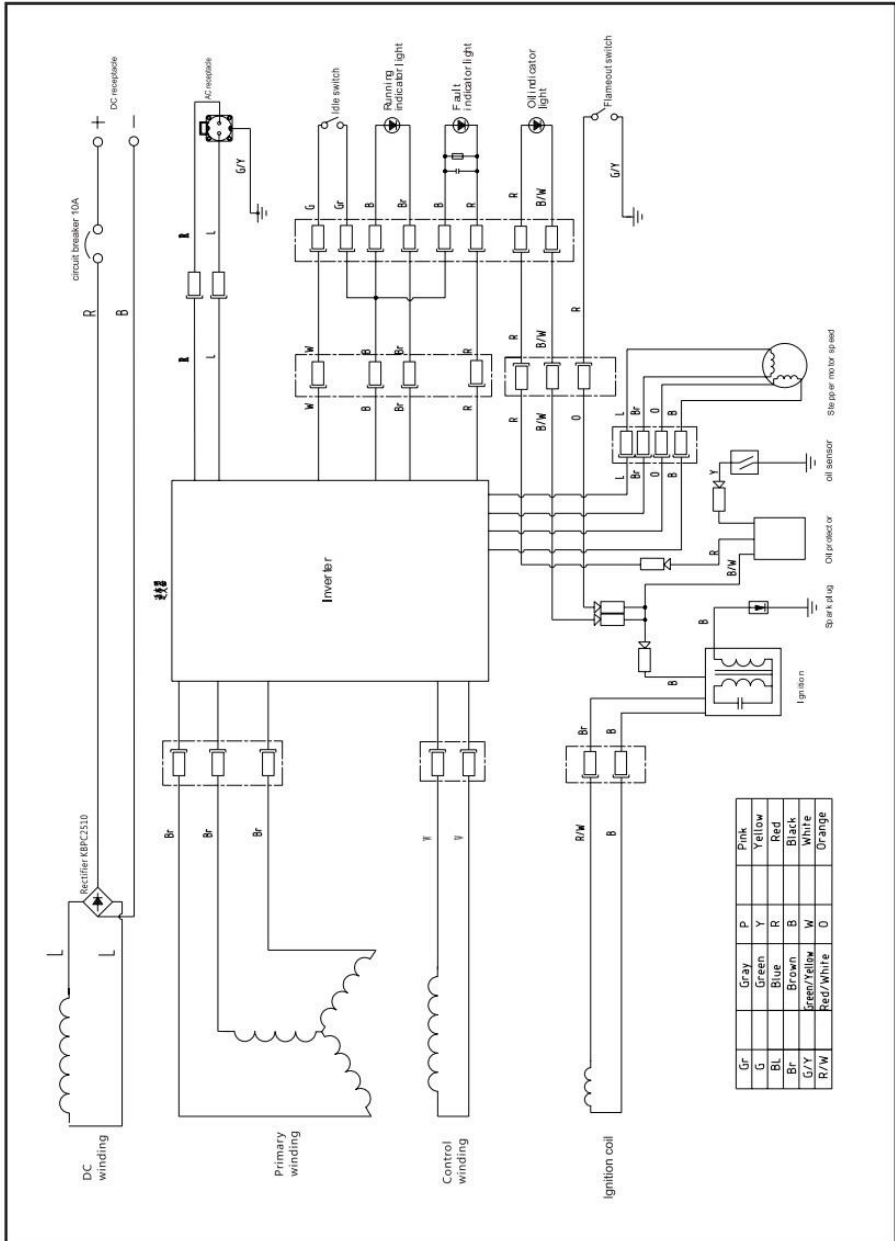 DC receptacle
+
−
circuit breaker 10A
R
B
Rectifier KBPC2510
L
L
DC
winding
AC receptacle
G/Y
R
L
R
L
Idle switch
Running
indicator light
Fault
indicator light
Oil indicator
light
Flameout switch
G/Y
G
Gr
B
Br
B
R
R
B/W
R
W
B
Br
R
R
B/W
W
B
Br
R
R
B/W
O
Inverter
Br
Br
Br
Primary
winding
Control
winding
L
Br
O
B
L
Br
O
B
Stepper motor speed
Y
oil sensor
R
B/W
Oil protector
B
Spark plug
B
Ignition
Br
B
R/W
B
Ignition coil
Gr Gray P Pink
G Green Y Yellow
BL Blue R Red
Br Brown B Black
G/Y Green/Yellow W White
R/W Red/White O Orange